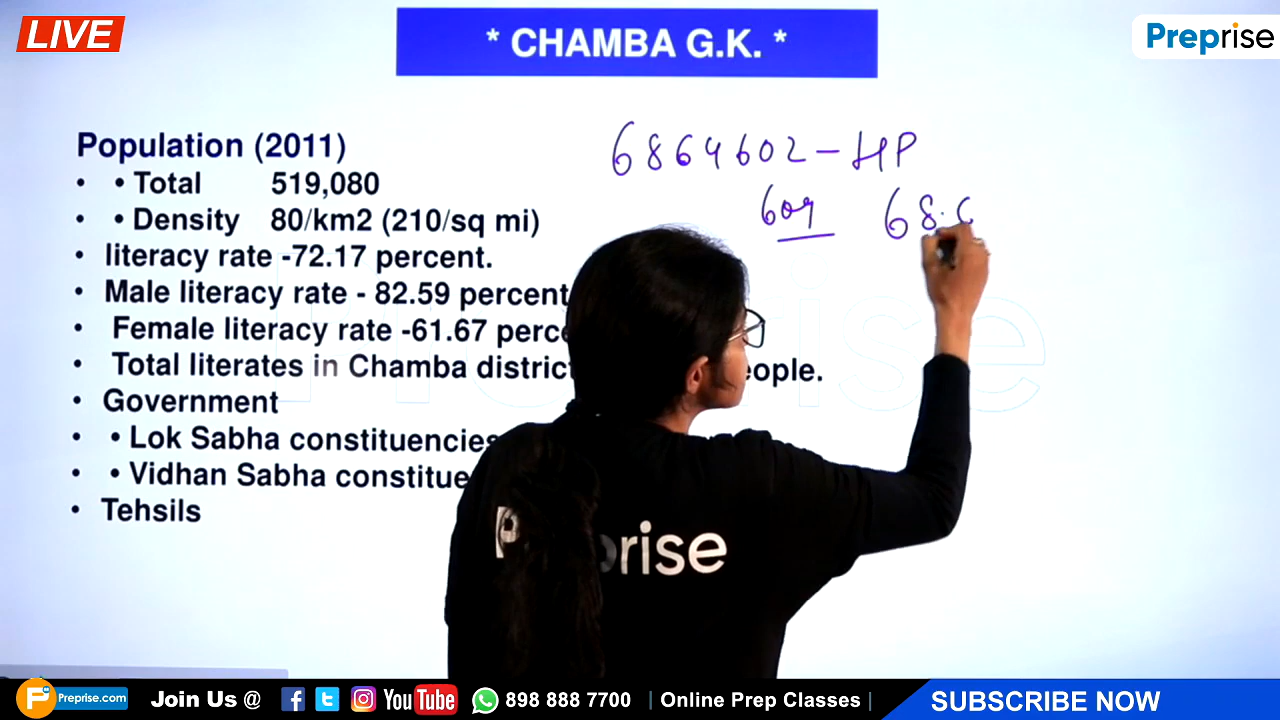 LIVE
* CHAMBA G.K. *
Preprise
Population (2011)
• • Total 519,080
• • Density 80/km2 (210/sq mi)
• literacy rate -72.17 percent.
• Male literacy rate - 82.59 percent
• Female literacy rate -61.67 perce
• Total literates in Chamba district eople.
• Government
• • Lok Sabha constituencies
• • Vidhan Sabha constitue
• Tehsils
6864602 - HP
68.6
Preprise
Preprise.com
Join Us @ YouTube 898 888 7700 | Online Prep Classes | SUBSCRIBE NOW